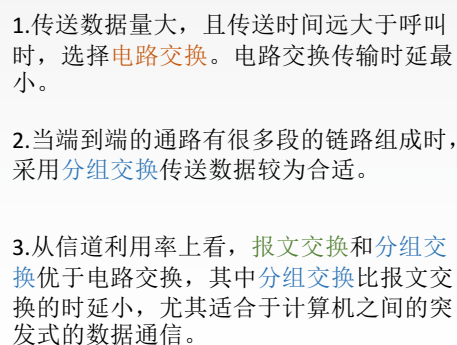 1.传送数据量大，且传送时间远大于呼叫
时，选择电路交换。电路交换传输时延最
小。
2.当端到端的通路有很多段的链路组成时，
采用分组交换传送数据较为合适。
3.从信道利用率上看，报文交换和分组交
换优于电路交换，其中分组交换比报文交
换的时延小，尤其适合于计算机之间的突
发式的数据通信。